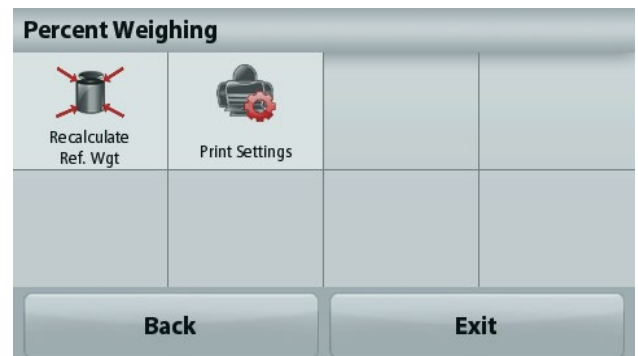 Percent Weighing
Recalculate
Ref. Wgt
Print Settings
Back
Exit